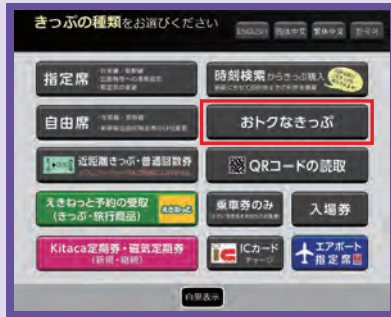 きっぷの種類をお選びください
ENGLISH 简体中文 繁体中文 한국어
指定席
時刻検索からきっぷ購入
自由席
おトクなきっぷ
近距離きっぷ・普通回数券
QRコードの読取
えきねっと予約の受取
(きっぷ・旅行商品)
えきねっと
乗車券のみ
入場券
Kitaca定期券・磁気定期券
(新規・継続)
ICカード
チャージ
エアポート
指定席
白黒表示